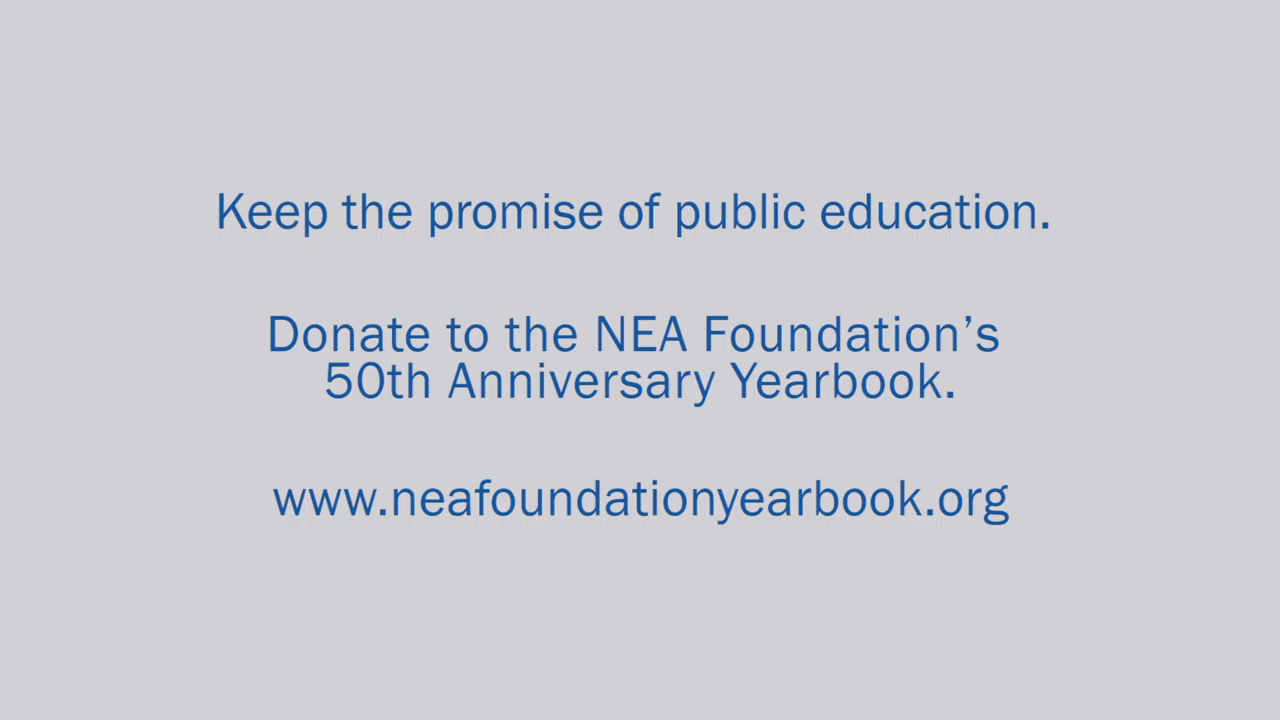 Keep the promise of public education.
Donate to the NEA Foundation’s
50th Anniversary Yearbook.
www.neafoundationyearbook.org